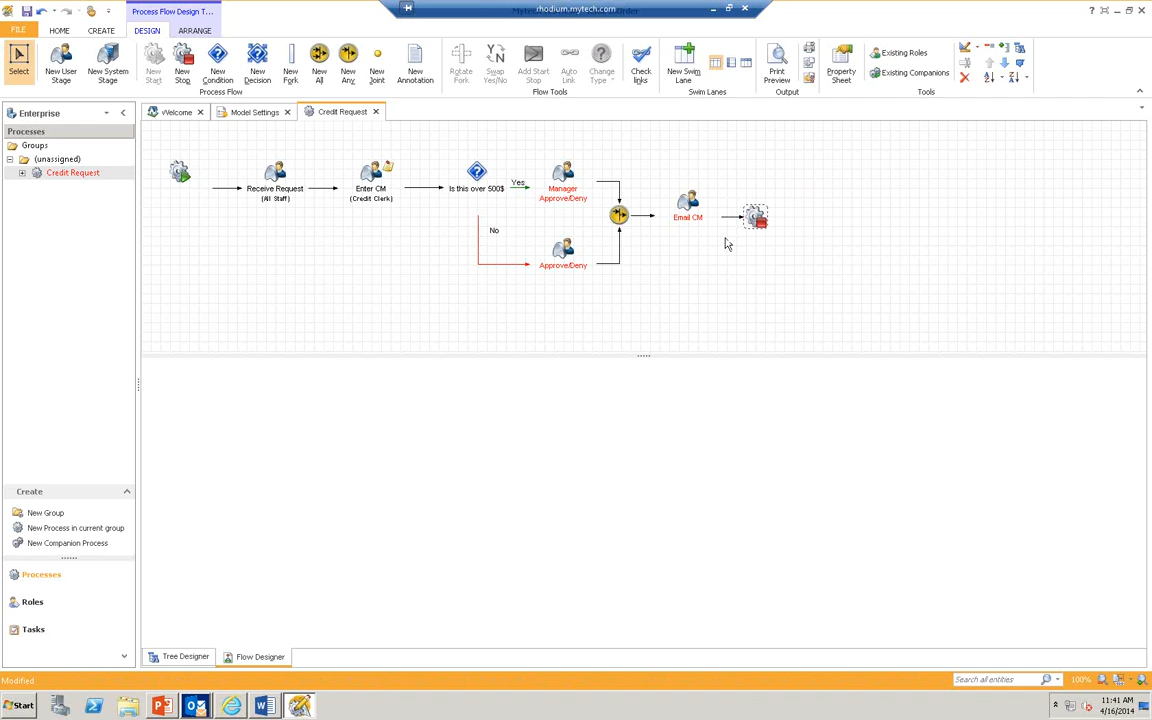 Process Flow Design T...
rhodium.mytech.com
FILE
HOME
CREATE
DESIGN
ARRANGE
Select
New User Stage
New System Stage
New Start
New Stop
New Condition
New Decision
New Fork
New All
New Any
New Joint
New Annotation
Process Flow
Rotate Fork
Swap Yes/No
Add Start Stop
Auto Link
Change Type
Flow Tools
Check links
New Swim Lane
Swim Lanes
Print Preview
Output
Property Sheet
Existing Roles
Existing Companions
Tools
Enterprise
Welcome
Model Settings
Credit Request
Processes
Groups
(unassigned)
Credit Request
Receive Request
(All Staff)
Enter CM
(Credit Clerk)
Is this over 500$
Yes
No
Manager
Approve/Deny
Approve/Deny
Email CM
Create
New Group
New Process in current group
New Companion Process
Processes
Roles
Tasks
Tree Designer
Flow Designer
Modified
Search all entities
100%
Start
11:41 AM
4/16/2014